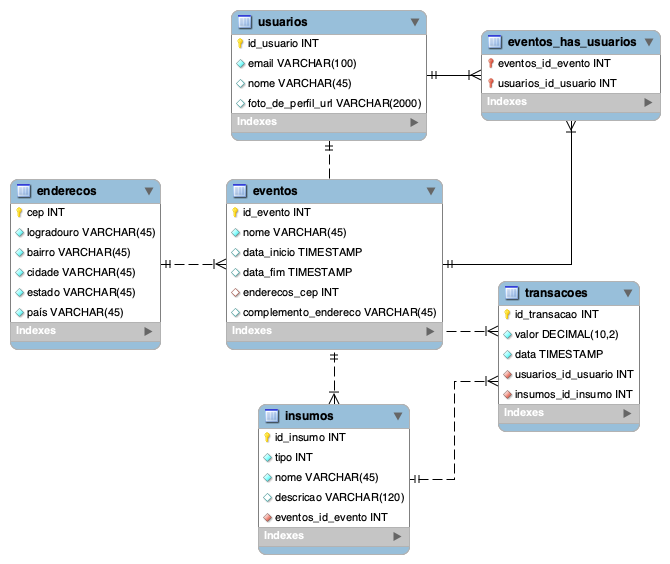 usuarios
id_usuario INT
email VARCHAR(100)
nome VARCHAR(45)
foto_de_perfil_url VARCHAR(2000)
Indexes
eventos_has_usuarios
eventos_id_evento INT
usuarios_id_usuario INT
Indexes
enderecos
cep INT
logradouro VARCHAR(45)
bairro VARCHAR(45)
cidade VARCHAR(45)
estado VARCHAR(45)
país VARCHAR(45)
Indexes
eventos
id_evento INT
nome VARCHAR(45)
data_inicio TIMESTAMP
data_fim TIMESTAMP
enderecos_cep INT
complemento_endereco VARCHAR(45)
Indexes
transacoes
id_transacao INT
valor DECIMAL(10,2)
data TIMESTAMP
usuarios_id_usuario INT
insumos_id_insumo INT
Indexes
insumos
id_insumo INT
tipo INT
nome VARCHAR(45)
descricao VARCHAR(120)
eventos_id_evento INT
Indexes